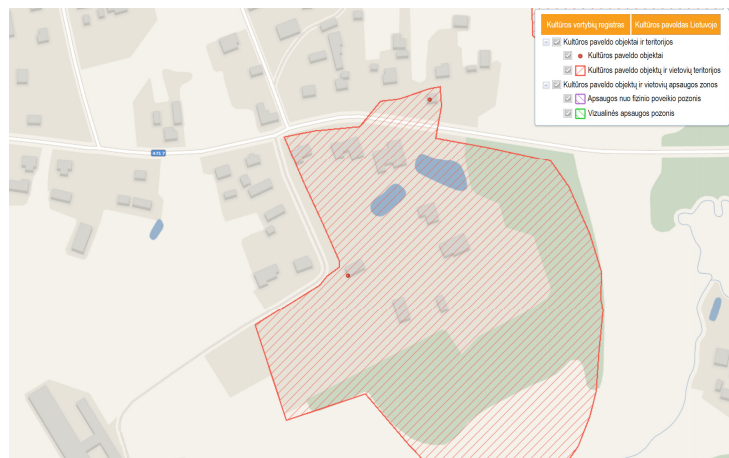 Kultūros vertybių registras Kultūros paveldas Lietuvoje
Kultūros paveldo objektai ir teritorijos
Kultūros paveldo objektai
Kultūros paveldo objektų ir vietovių teritorijos
Kultūros paveldo objektų ir vietovių apsaugos zonos
Apsaugos nuo fizinio poveikio pozonis
Vizualinės apsaugos pozonis